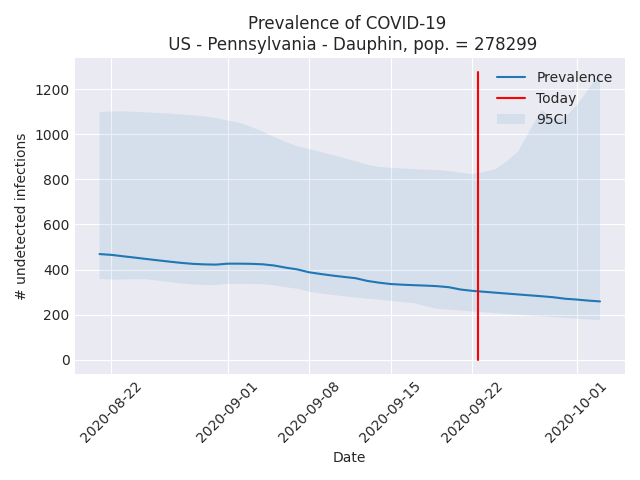 Prevalence of COVID-19
US - Pennsylvania - Dauphin, pop. = 278299
Prevalence
Today
95CI
# undetected infections
1200
1000
800
600
400
200
0
2020-08-22
2020-09-01
2020-09-08
2020-09-15
2020-09-22
2020-10-01
Date